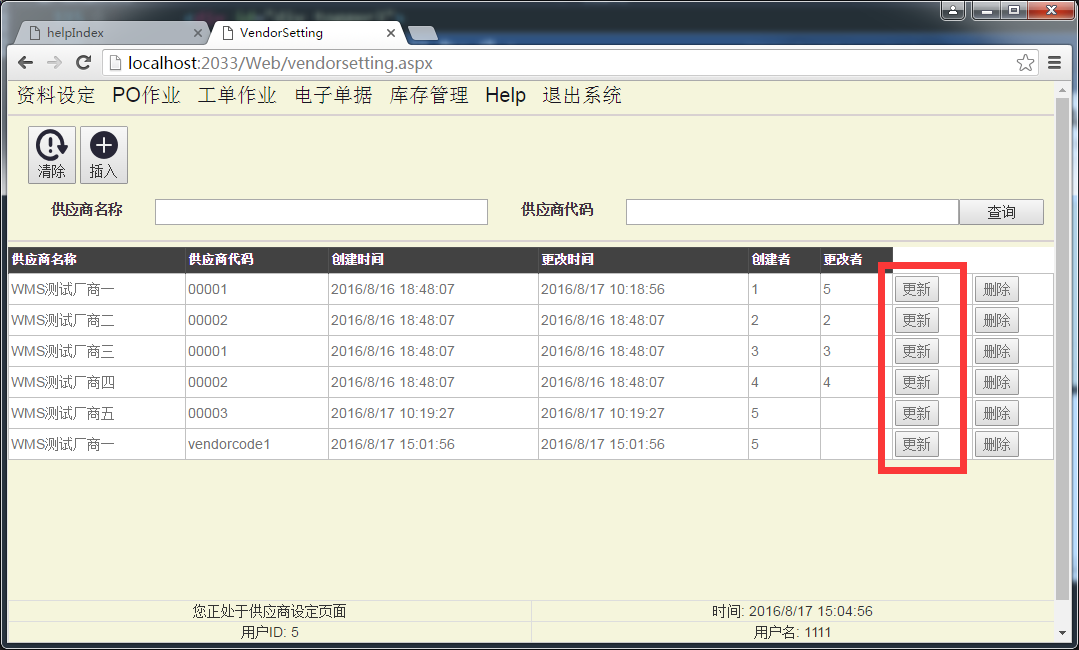 helpIndex VendorSetting
localhost:2033/Web/vendorsetting.aspx
资料设定 PO作业 工单作业 电子单据 库存管理 Help 退出系统
清除 插入
供应商名称 供应商代码 查询
供应商名称 供应商代码 创建时间 更改时间 创建者 更改者
WMS测试厂商一 00001 2016/8/16 18:48:07 2016/8/17 10:18:56 1 5 更新 删除
WMS测试厂商二 00002 2016/8/16 18:48:07 2016/8/16 18:48:07 2 2 更新 删除
WMS测试厂商三 00001 2016/8/16 18:48:07 2016/8/16 18:48:07 3 3 更新 删除
WMS测试厂商四 00002 2016/8/16 18:48:07 2016/8/16 18:48:07 4 4 更新 删除
WMS测试厂商五 00003 2016/8/17 10:19:27 2016/8/17 10:19:27 5 更新 删除
WMS测试厂商一 vendorcode1 2016/8/17 15:01:56 2016/8/17 15:01:56 5 更新 删除
您正处于供应商设定页面 时间: 2016/8/17 15:04:56
用户ID: 5 用户名: 1111